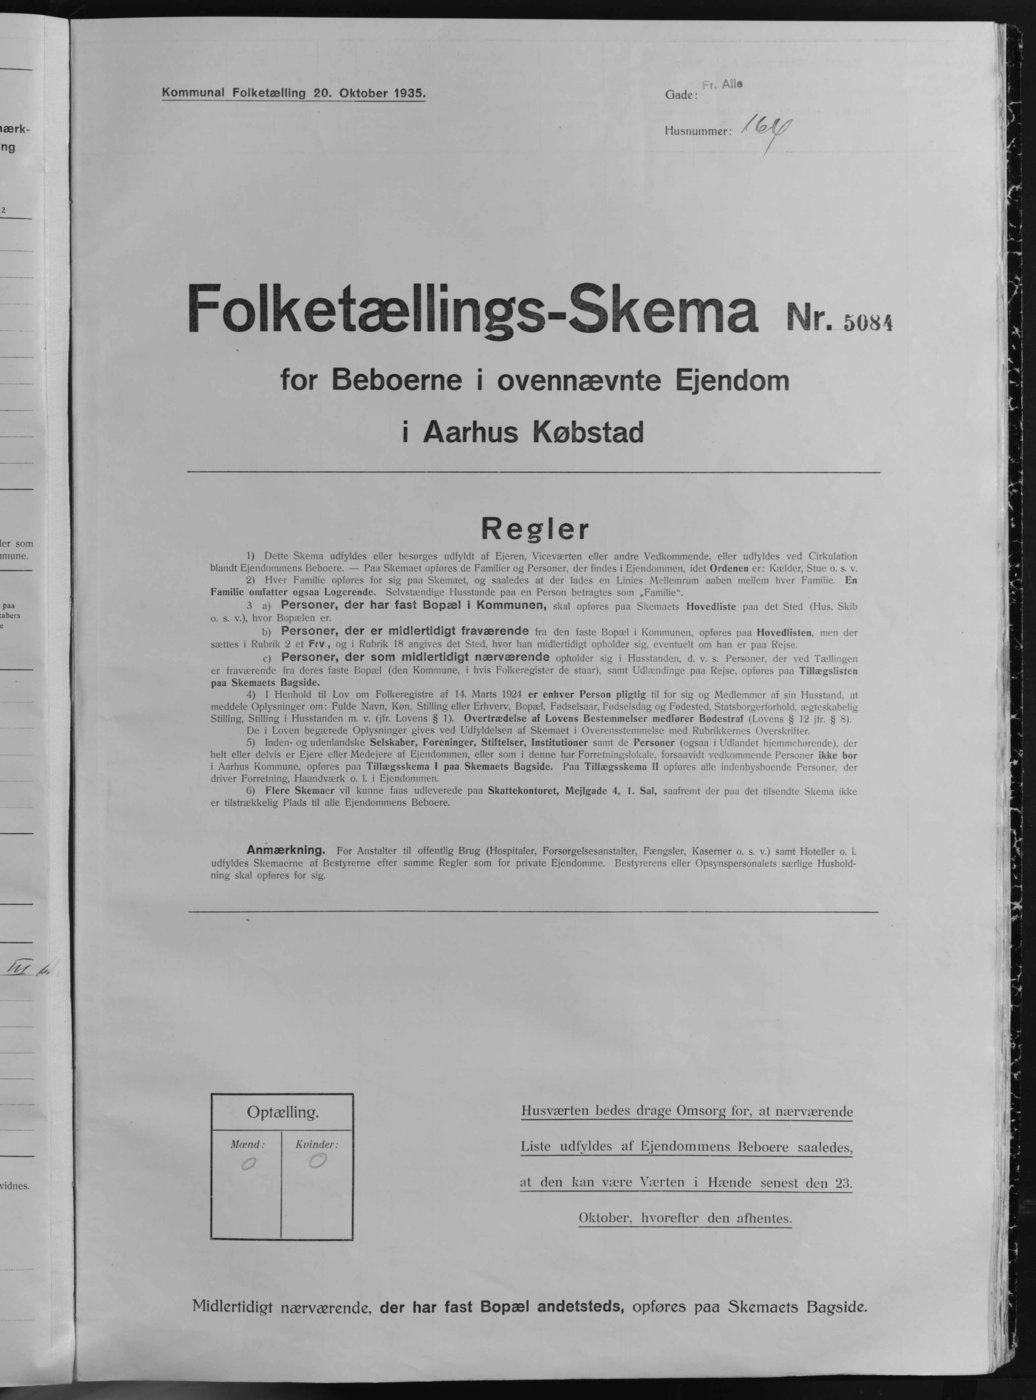 Kommunal Folketælling 20. Oktober 1935.
Gade: Fr. Alle
Husnummer: 164
Folketællings-Skema Nr. 5084
for Beboerne i ovennævnte Ejendom
i Aarhus Købstad
Regler
1) Dette Skema udfyldes eller besørges udfyldt af Ejeren, Viceværten eller andre Vedkommende, eller udfyldes ved Cirkulation
blandt Ejendommens Beboere. — Paa Skemaet opføres de Familier og Personer, der findes i Ejendommen, idet Ordenen er: Kælder, Stue o. s. v.
2) Hver Familie opføres for sig paa Skemaet, og saaledes at der lades en Linies Mellemrum aaben mellem hver Familie. En
Familie omfatter ogsaa Logerende. Selvstændige Husstande paa en Person betragtes som „Familie“.
3 a) Personer, der har fast Bopæl i Kommunen, skal opføres paa Skemaets Hovedliste paa det Sted (Hus, Skib
o. s. v.), hvor Bopælen er.
b) Personer, der er midlertidigt fraværende fra den faste Bopæl i Kommunen, opføres paa Hovedlisten, men der
sættes i Rubrik 2 et Frv., og i Rubrik 18 angives det Sted, hvor han midlertidigt opholder sig, eventuelt om han er paa Rejse.
c) Personer, der som midlertidigt nærværende opholder sig i Husstanden, d. v. s. Personer, der ved Tællingen
er fraværende fra deres faste Bopæl (den Kommune, i hvis Folkeregister de staar), samt Udlændinge paa Rejse, opføres paa Tillægslisten
paa Skemaets Bagside.
4) I Henhold til Lov om Folkeregistre af 14. Marts 1924 er enhver Person pligtig til for sig og Medlemmer af sin Husstand, at
meddele Oplysninger om: Fulde Navn, Køn, Stilling eller Erhverv, Bopæl, Fødselsaar, Fødselsdag og Fødested, Statsborgerforhold, ægteskabelig
Stilling, Stilling i Husstanden m. v. (jfr. Lovens § 1). Overtrædelse af Lovens Bestemmelser medfører Bødestraf (Lovens § 12 jfr. § 8).
De i Loven begærede Oplysninger gives ved Udfyldelsen af Skemaet i Overensstemmelse med Rubrikkernes Overskrifter.
5) Inden- og udenlandske Selskaber, Foreninger, Stiftelser, Institutioner samt de Personer (ogsaa i Udlandet hjemmehørende), der
helt eller delvis er Ejere eller Medejere af Ejendommen, eller som i denne har Forretningslokale, forsaavidt vedkommende Personer ikke bor
i Aarhus Kommune, opføres paa Tillægsskema I paa Skemaets Bagside. Paa Tillægsskema II opføres alle indenbysboende Personer, der
driver Forretning, Haandværk o. l. i Ejendommen.
6) Flere Skemaer vil kunne faas udleverede paa Skattekontoret, Mejlgade 4, 1. Sal, saafremt der paa det tilsendte Skema ikke
er tilstrækkelig Plads til alle Ejendommens Beboere.
Anmærkning. For Anstalter til offentlig Brug (Hospitaler, Forsørgelsesanstalter, Fængsler, Kaserner o. s. v.) samt Hoteller o. l.
udfyldes Skemaerne af Bestyrerne efter samme Regler som for private Ejendomme. Bestyrerens eller Opsynspersonalets særlige Hushold-
ning skal opføres for sig.
Optælling.
Mænd: Kvinder:
0 0
Husværten bedes drage Omsorg for, at nærværende
Liste udfyldes af Ejendommens Beboere saaledes,
at den kan være Værten i Hænde senest den 23.
Oktober, hvorefter den afhentes.
Midlertidigt nærværende, der har fast Bopæl andetsteds, opføres paa Skemaets Bagside.